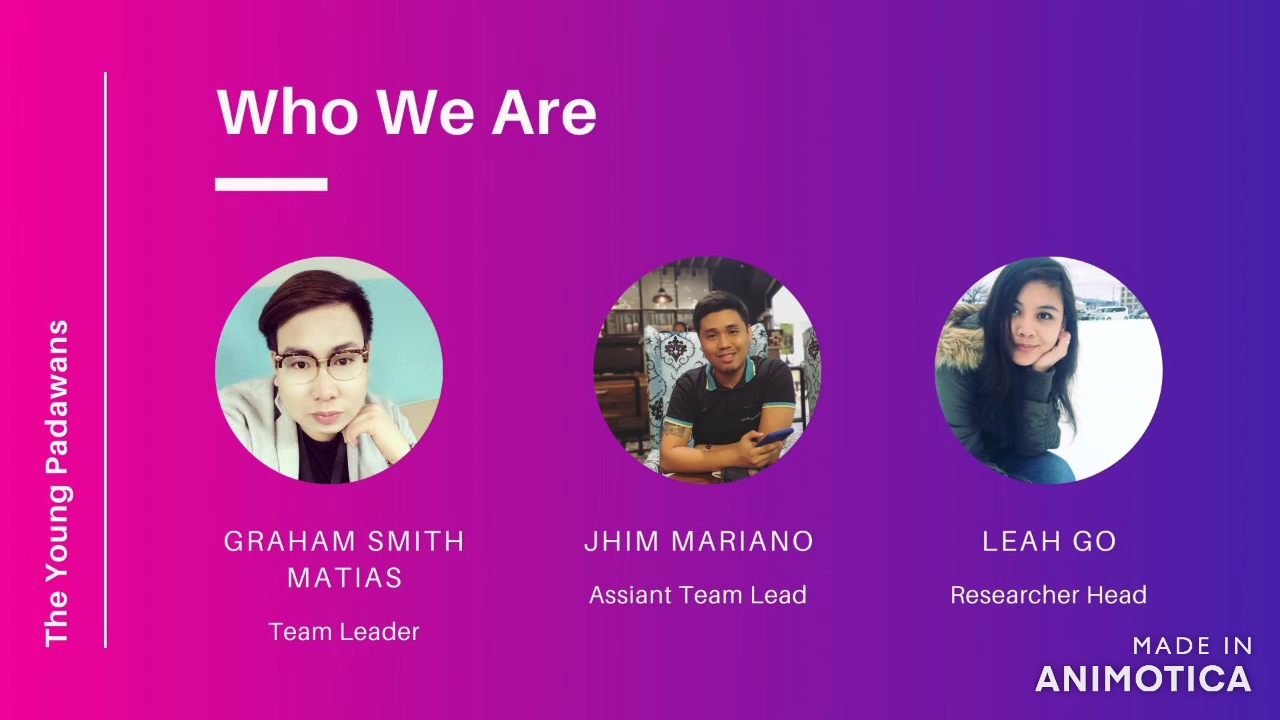 Who We Are
The Young Padawans
GRAHAM SMITH
MATIAS
Team Leader
JHIM MARIANO
Assiant Team Lead
LEAH GO
Researcher Head
MADE IN
ANIMOTICA